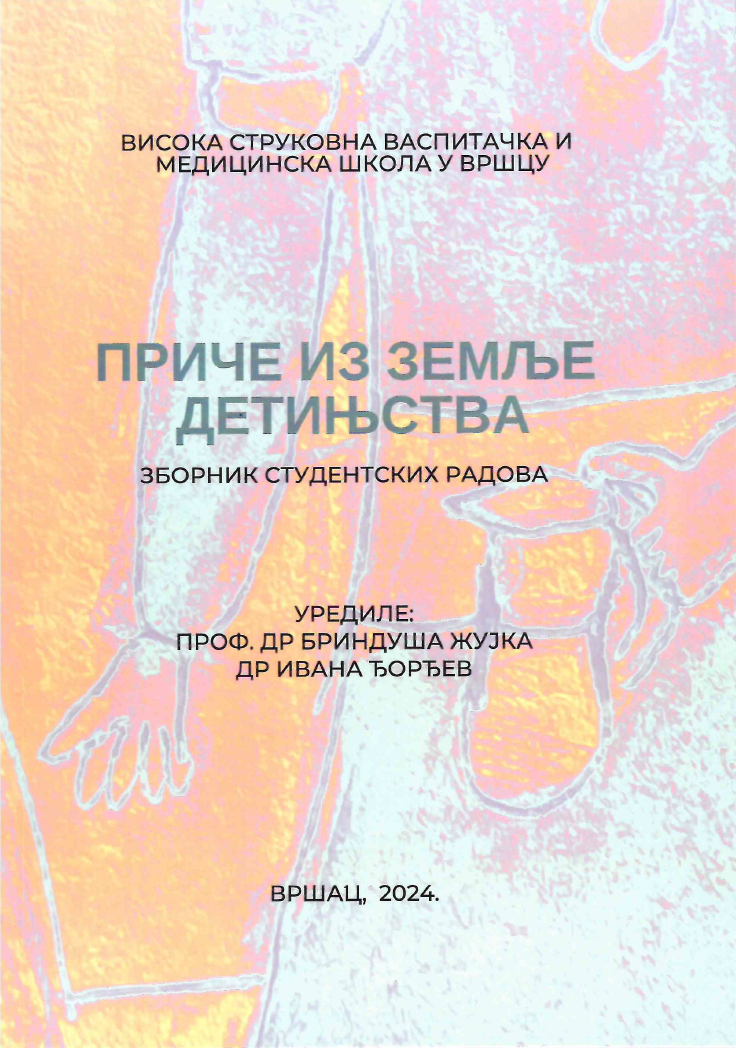 ВИСОКА СТРУКОВНА ВАСПИТАЧКА И
МЕДИЦИНСКА ШКОЛА У ВРШЦУ
ПРИЧЕ ИЗ ЗЕМЉЕ
ДЕТИЊСТВА
ЗБОРНИК СТУДЕНТСКИХ РАДОВА
УРЕДИЛЕ:
ПРОФ. ДР БРИНДУША ЖУЈКА
ДР ИВАНА ЂОРЂЕВ
ВРШАЦ, 2024.